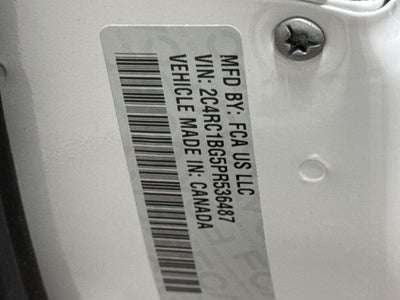 MFD BY: FCA US LLC
VIN: 2C4RC1BG5PR536487
VEHICLE MADE IN: CANADA